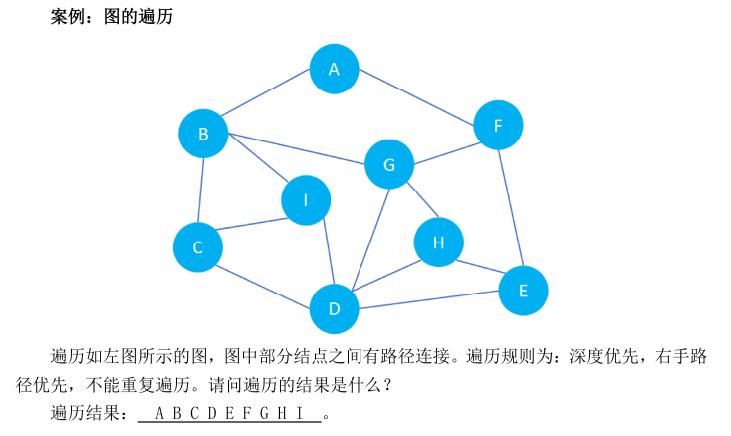 案例：图的遍历
A
B
F
G
I
C
H
D
E
遍历如左图所示的图，图中部分结点之间有路径连接。遍历规则为：深度优先，右手路
径优先，不能重复遍历。请问遍历的结果是什么？
遍历结果： A B C D E F G H I 。